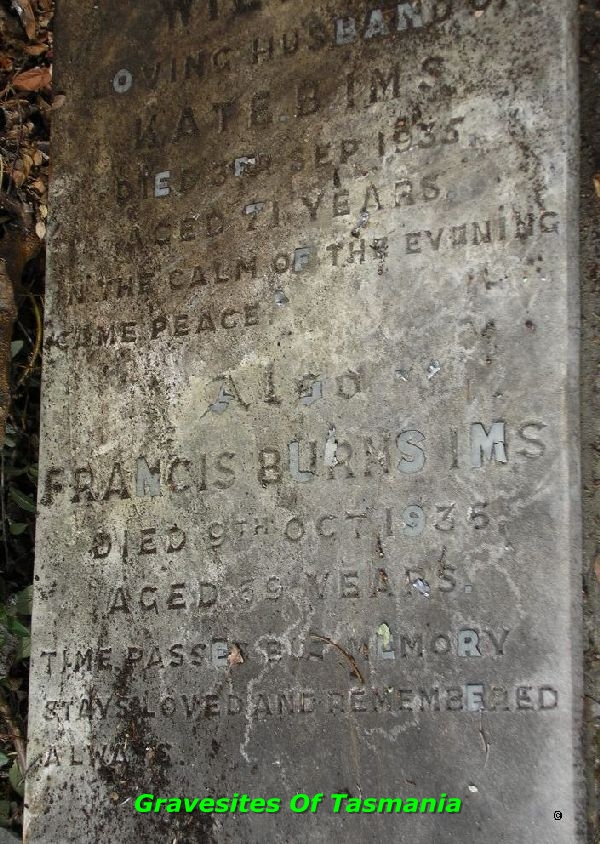 LOVING HUSBAND OF
KATE B IMS
DIED 3RD SEP. 1935
AGED 71 YEARS.
IN THE CALM OF THE EVENING
CAME PEACE.
ALSO
FRANCIS BURNS IMS
DIED 9TH OCT. 1935
AGED 39 YEARS.
TIME PASSES BUT MEMORY
STAYS LOVED AND REMEMBERED
ALWAYS.
Gravesites Of Tasmania
©